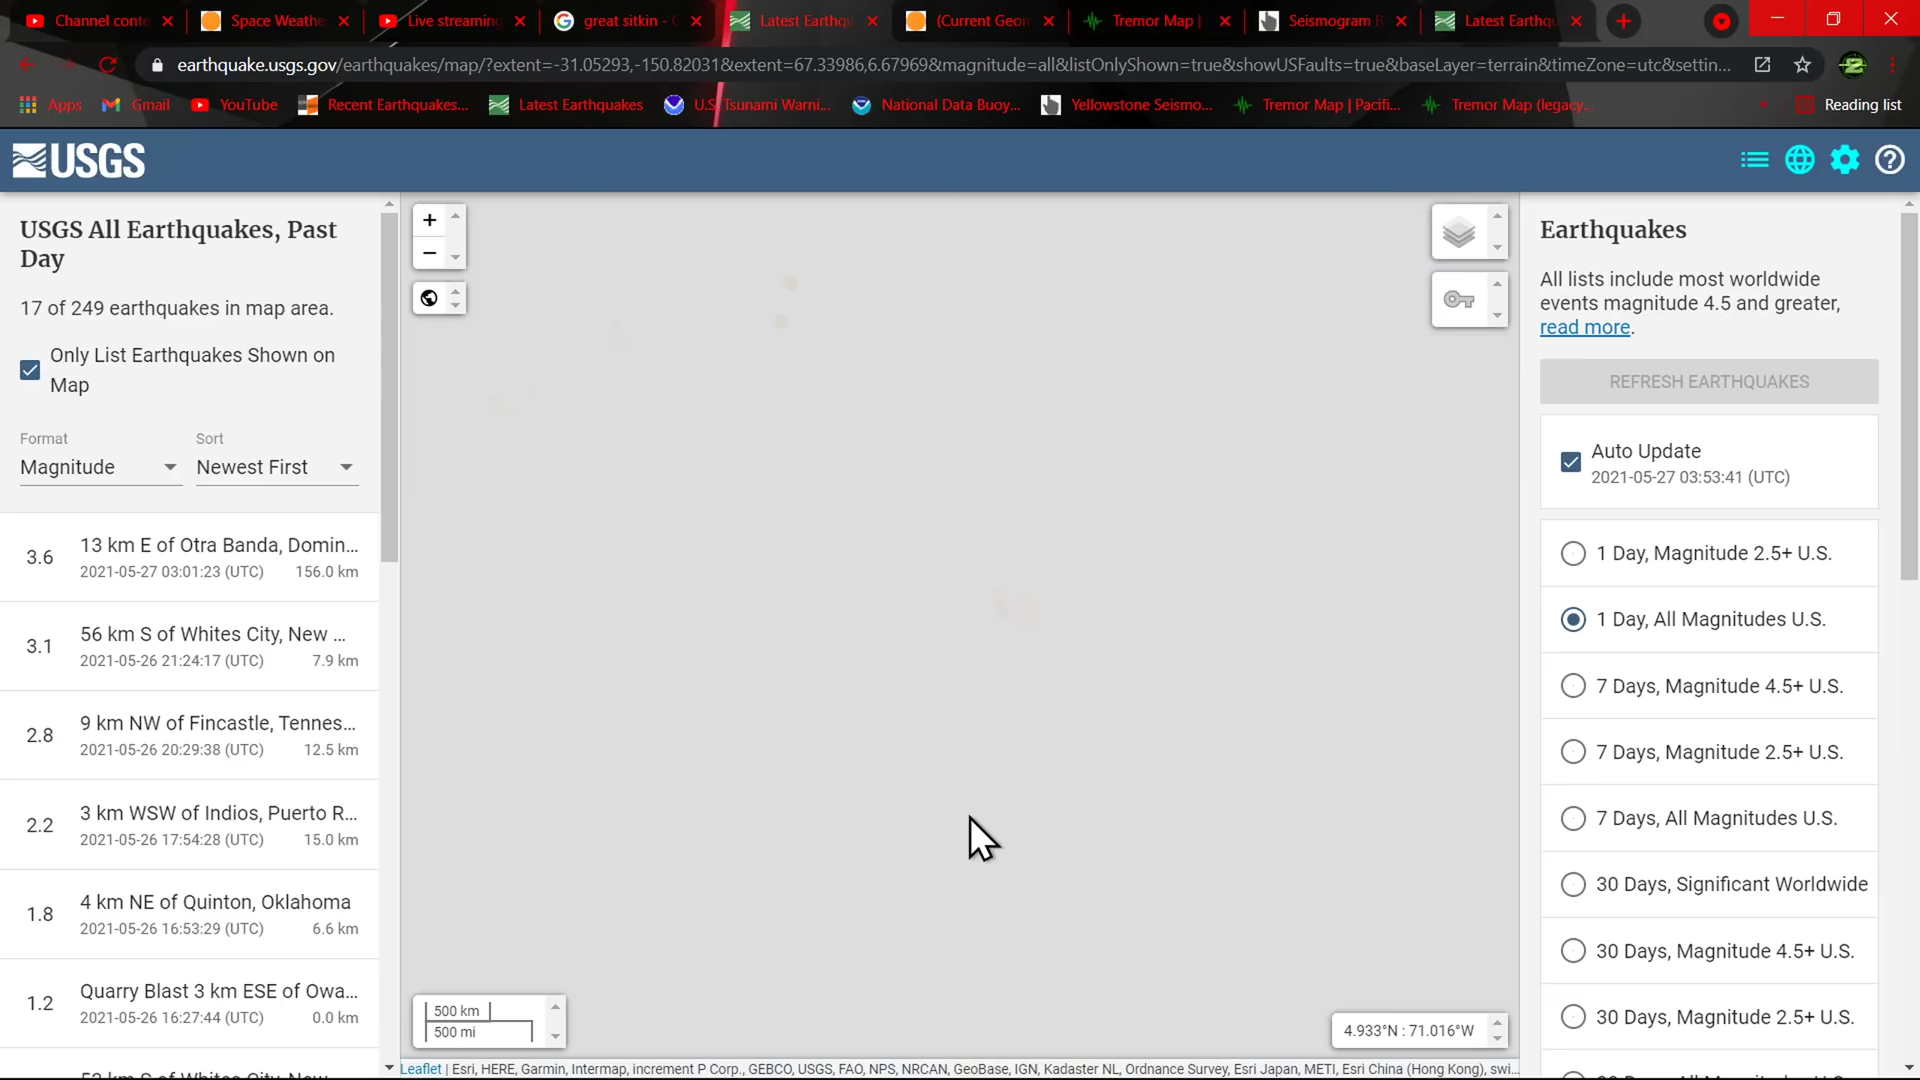 Channel conte
Space Weathe
Live streaming
great sitkin -
Latest Earthqu
(Current Geom
Tremor Map |
Seismogram
Latest Earthqu
earthquake.usgs.gov/earthquakes/map/?extent=-31.05293,-150.82031&extent=67.33986,6.67969&magnitude=all&listOnlyShown=true&showUSFaults=true&baseLayer=terrain&timeZone=utc&settin...
Apps
Gmail
YouTube
Recent Earthquakes...
Latest Earthquakes
U.S. Tsunami Warni...
National Data Buoy...
Yellowstone Seismo...
Tremor Map | Pacifi...
Tremor Map (legacy...
Reading list
USGS
USGS All Earthquakes, Past
Day
17 of 249 earthquakes in map area.
Only List Earthquakes Shown on
Map
Format
Sort
Magnitude
Newest First
3.6
13 km E of Otra Banda, Domin...
2021-05-27 03:01:23 (UTC) 156.0 km
3.1
56 km S of Whites City, New ...
2021-05-26 21:24:17 (UTC) 7.9 km
2.8
9 km NW of Fincastle, Tennes...
2021-05-26 20:29:38 (UTC) 12.5 km
2.2
3 km WSW of Indios, Puerto R...
2021-05-26 17:54:28 (UTC) 15.0 km
1.8
4 km NE of Quinton, Oklahoma
2021-05-26 16:53:29 (UTC) 6.6 km
1.2
Quarry Blast 3 km ESE of Owa...
2021-05-26 16:27:44 (UTC) 0.0 km
+
−
500 km
500 mi
4.933°N : 71.016°W
Leaflet | Esri, HERE, Garmin, Intermap, increment P Corp., GEBCO, USGS, FAO, NPS, NRCAN, GeoBase, IGN, Kadaster NL, Ordnance Survey, Esri Japan, METI, Esri China (Hong Kong), swi...
Earthquakes
All lists include most worldwide
events magnitude 4.5 and greater,
read more.
REFRESH EARTHQUAKES
Auto Update
2021-05-27 03:53:41 (UTC)
1 Day, Magnitude 2.5+ U.S.
1 Day, All Magnitudes U.S.
7 Days, Magnitude 4.5+ U.S.
7 Days, Magnitude 2.5+ U.S.
7 Days, All Magnitudes U.S.
30 Days, Significant Worldwide
30 Days, Magnitude 4.5+ U.S.
30 Days, Magnitude 2.5+ U.S.